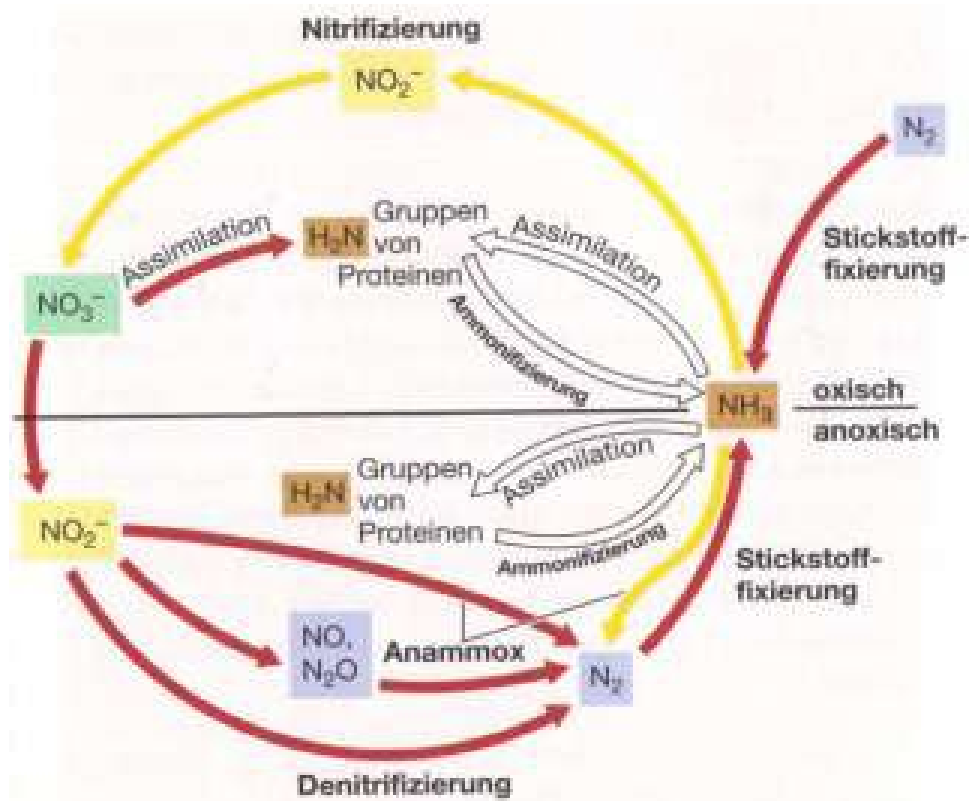 Nitrifizierung
NO₂⁻
N₂
Assimilation
H₂N
Gruppen
von
Proteinen
Assimilation
Ammonifizierung
Stickstoff-
fixierung
NO₃⁻
NH₃
oxisch
anoxisch
H₂N
Gruppen
von
Proteinen
Assimilation
Ammonifizierung
NO₂⁻
Stickstoff-
fixierung
NO,
N₂O
Anammox
N₂
Denitrifizierung